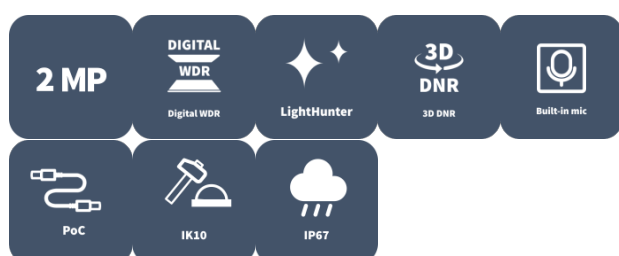 2 MP
DIGITAL
WDR
Digital WDR
LightHunter
3D
DNR
3D DNR
Built-in mic
PoC
IK10
IP67